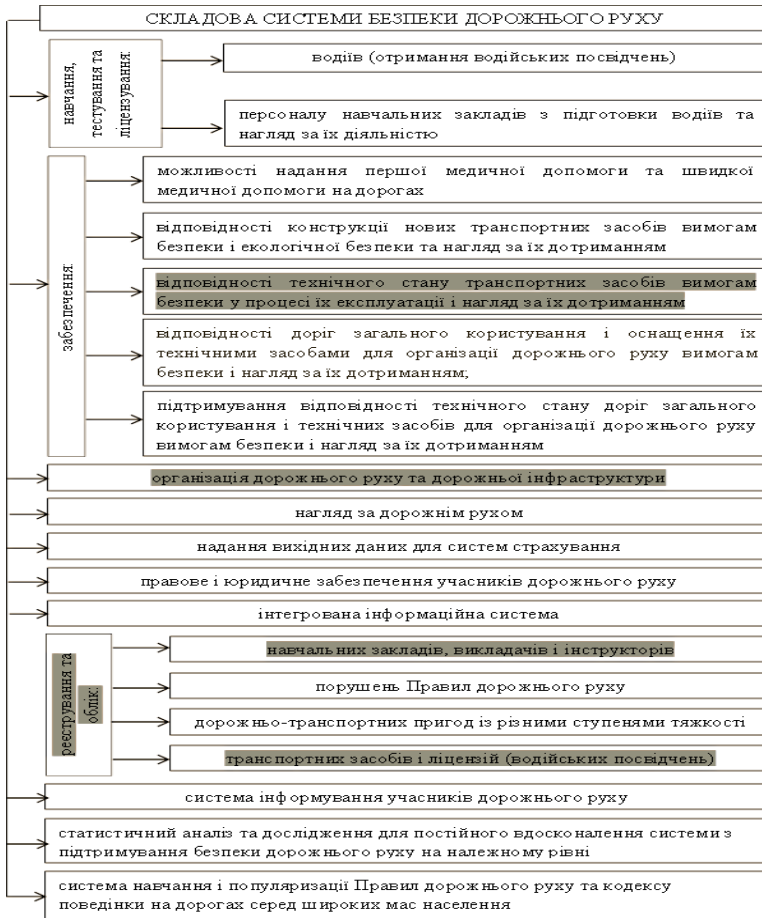 СКЛАДОВА СИСТЕМИ БЕЗПЕКИ ДОРОЖНЬОГО РУХУ
навчання,
тестування та
ліцензування:
водіїв (отримання водійських посвідчень)
персоналу навчальних закладів з підготовки водіїв та
нагляд за їх діяльністю
забезпечення:
можливості надання першої медичної допомоги та швидкої
медичної допомоги на дорогах
відповідності конструкції нових транспортних засобів вимогам
безпеки і екологічної безпеки та нагляд за їх дотриманням
відповідності технічного стану транспортних засобів вимогам
безпеки у процесі їх експлуатації і нагляд за їх дотриманням
відповідності доріг загального користування і оснащення їх
технічними засобами для організації дорожнього руху вимогам
безпеки і нагляд за їх дотриманням;
підтримування відповідності технічного стану доріг загального
користування і технічних засобів для організації дорожнього руху
вимогам безпеки і нагляд за їх дотриманням
організація дорожнього руху та дорожньої інфраструктури
нагляд за дорожнім рухом
надання вихідних даних для систем страхування
правове і юридичне забезпечення учасників дорожнього руху
інтегрована інформаційна система
реєстрування та
облік:
навчальних закладів, викладачів і інструкторів
порушень Правил дорожнього руху
дорожньо-транспортних пригод із різними ступенями тяжкості
транспортних засобів і ліцензій (водійських посвідчень)
система інформування учасників дорожнього руху
статистичний аналіз та дослідження для постійного вдосконалення системи з
підтримування безпеки дорожнього руху на належному рівні
система навчання і популяризації Правил дорожнього руху та кодексу
поведінки на дорогах серед широких мас населення